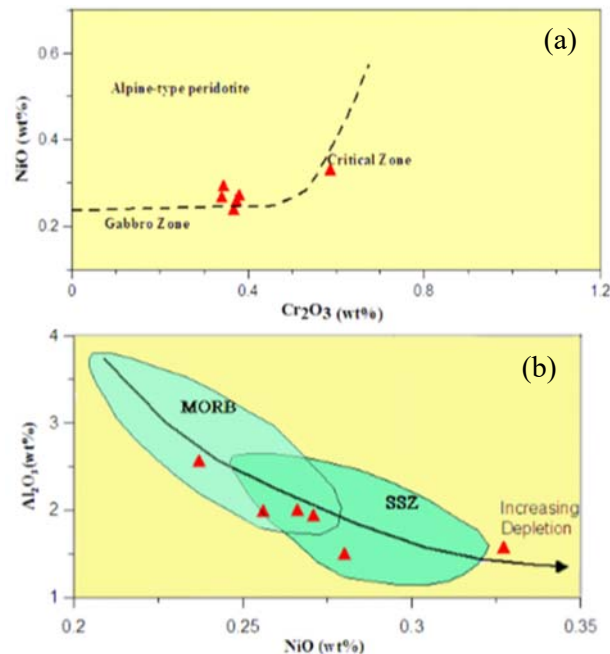 (a)
0.6
Alpine-type peridotite
NiO (wt%)
0.4
Critical Zone
0.2
Gabbro Zone
0 0.4 0.8 1.2
Cr₂O₃ (wt%)
4
(b)
MORB
3
Al₂O₃(wt%)
SSZ
2
Increasing
Depletion
1
0.2 0.25 0.3 0.35
NiO (wt%)